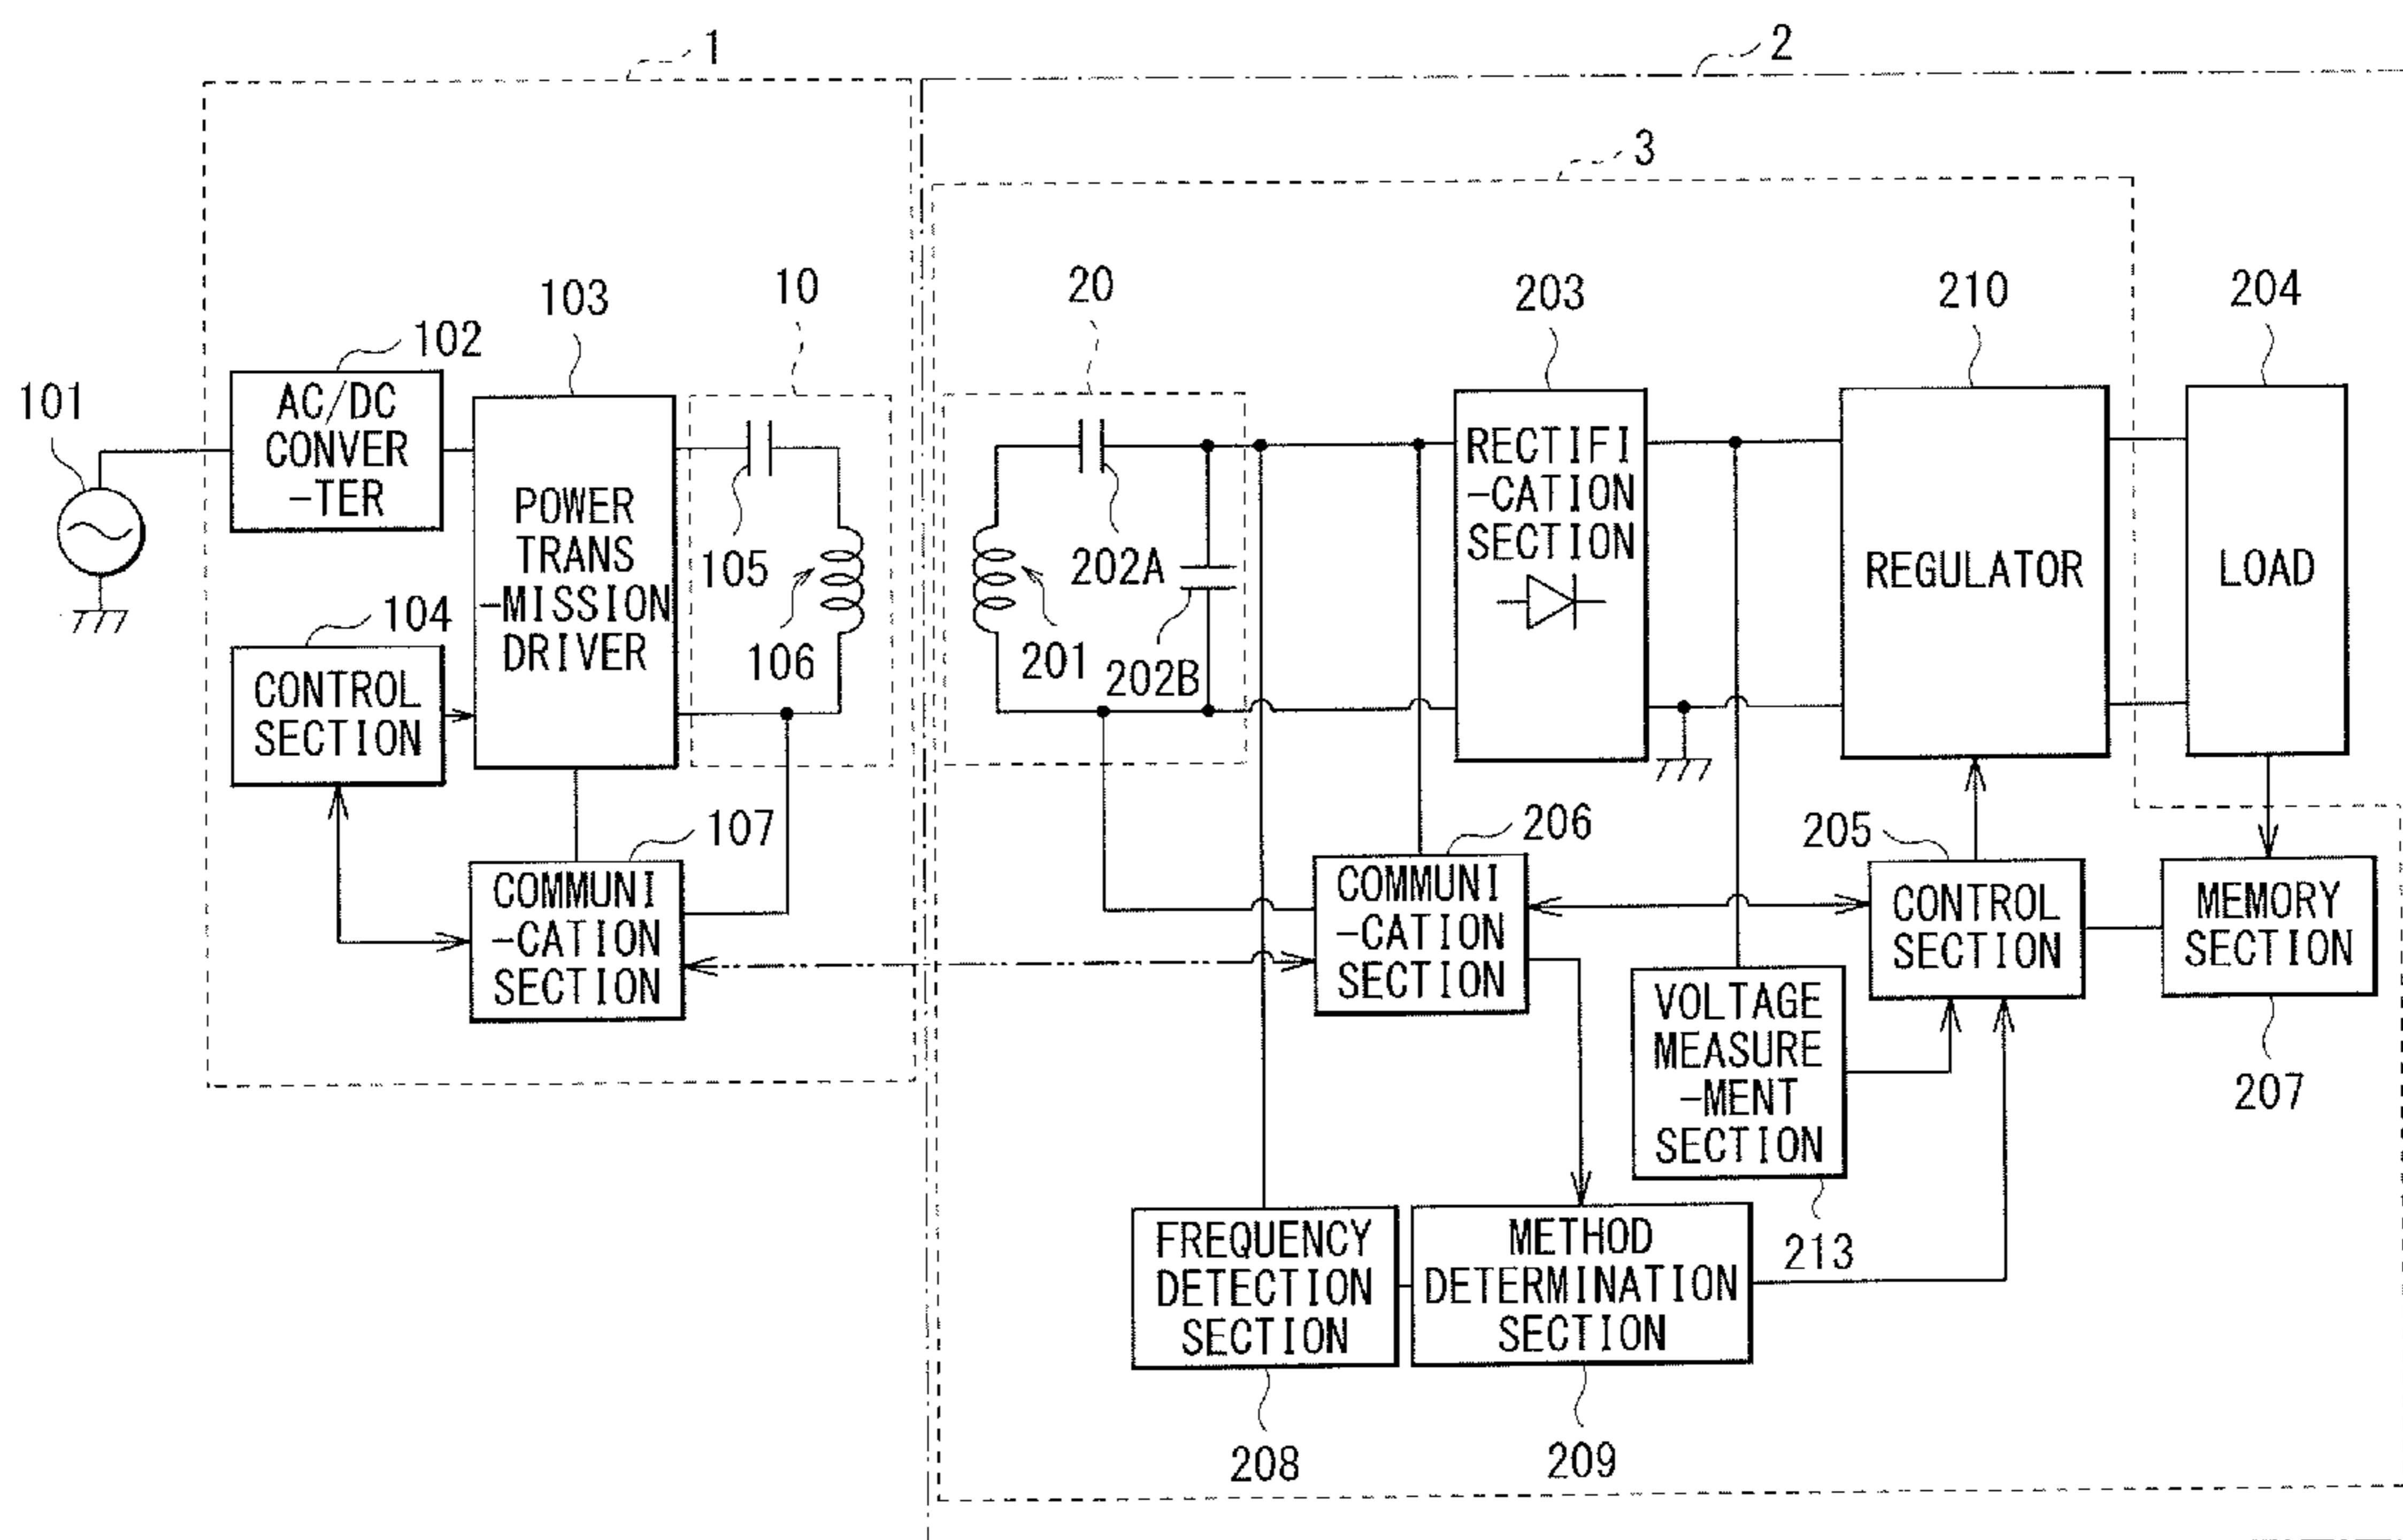 1
2
3
10
20
103
203
210
204
102
101
AC/DC
CONVER
-TER
POWER
TRANS
-MISSION
DRIVER
105
106
202A
201
202B
RECTIFI
-CATION
SECTION
REGULATOR
LOAD
104
CONTROL
SECTION
107
COMMUNI
-CATION
SECTION
206
COMMUNI
-CATION
SECTION
205
CONTROL
SECTION
MEMORY
SECTION
207
VOLTAGE
MEASURE
-MENT
SECTION
213
FREQUENCY
DETECTION
SECTION
METHOD
DETERMINATION
SECTION
208
209